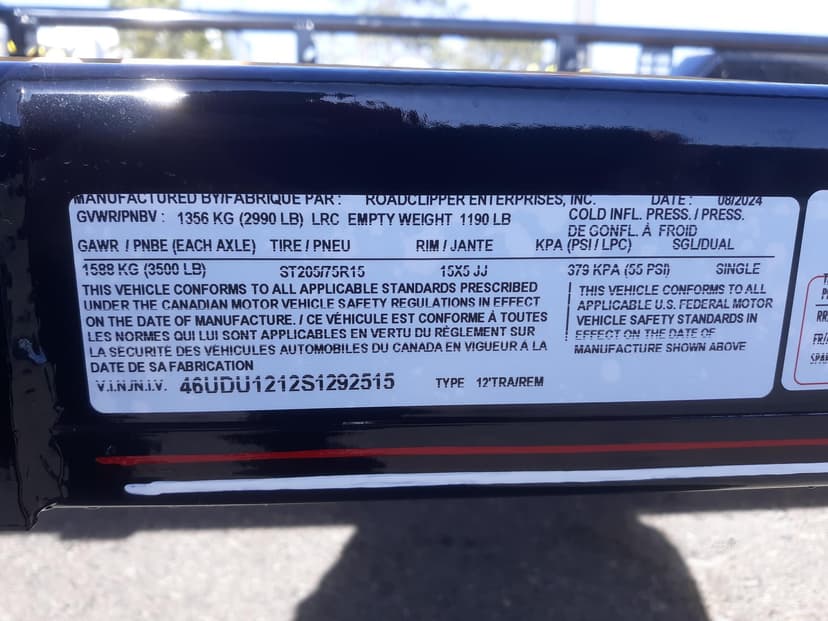 MANUFACTURED BY/FABRIQUE PAR : ROADCLIPPER ENTERPRISES, INC. DATE : 08/2024
GVWR/PNBV : 1356 KG (2990 LB) LRC EMPTY WEIGHT 1190 LB COLD INFL. PRESS. / PRESS.
DE GONFL. À FROID
GAWR / PNBE (EACH AXLE) TIRE / PNEU RIM / JANTE KPA (PSI / LPC) SGL/DUAL
1588 KG (3500 LB) ST205/75R15 15X5 JJ 379 KPA (55 PSI) SINGLE
THIS VEHICLE CONFORMS TO ALL APPLICABLE STANDARDS PRESCRIBED
UNDER THE CANADIAN MOTOR VEHICLE SAFETY REGULATIONS IN EFFECT
ON THE DATE OF MANUFACTURE. / CE VÉHICULE EST CONFORME À TOUTES
LES NORMES QUI LUI SONT APPLICABLES EN VERTU DU RÈGLEMENT SUR
LA SÉCURITÉ DES VÉHICULES AUTOMOBILES DU CANADA EN VIGUEUR À LA
DATE DE SA FABRICATION
THIS VEHICLE CONFORMS TO ALL
APPLICABLE U.S. FEDERAL MOTOR
VEHICLE SAFETY STANDARDS IN
EFFECT ON THE DATE OF
MANUFACTURE SHOWN ABOVE
V.I.N./N.I.V. 46UDU1212S1292515 TYPE 12'TRA/REM